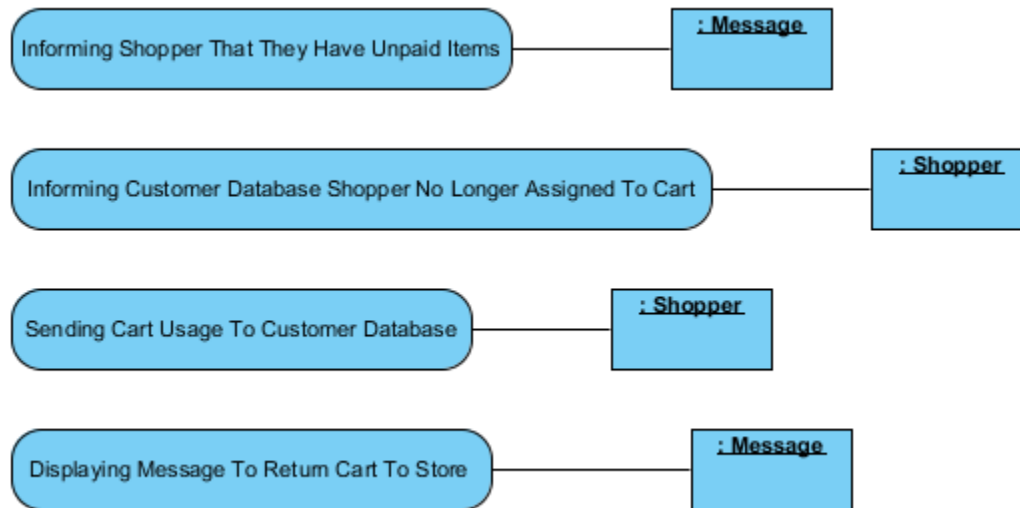 Informing Shopper That They Have Unpaid Items
: Message
Informing Customer Database Shopper No Longer Assigned To Cart
: Shopper
Sending Cart Usage To Customer Database
: Shopper
Displaying Message To Return Cart To Store
: Message